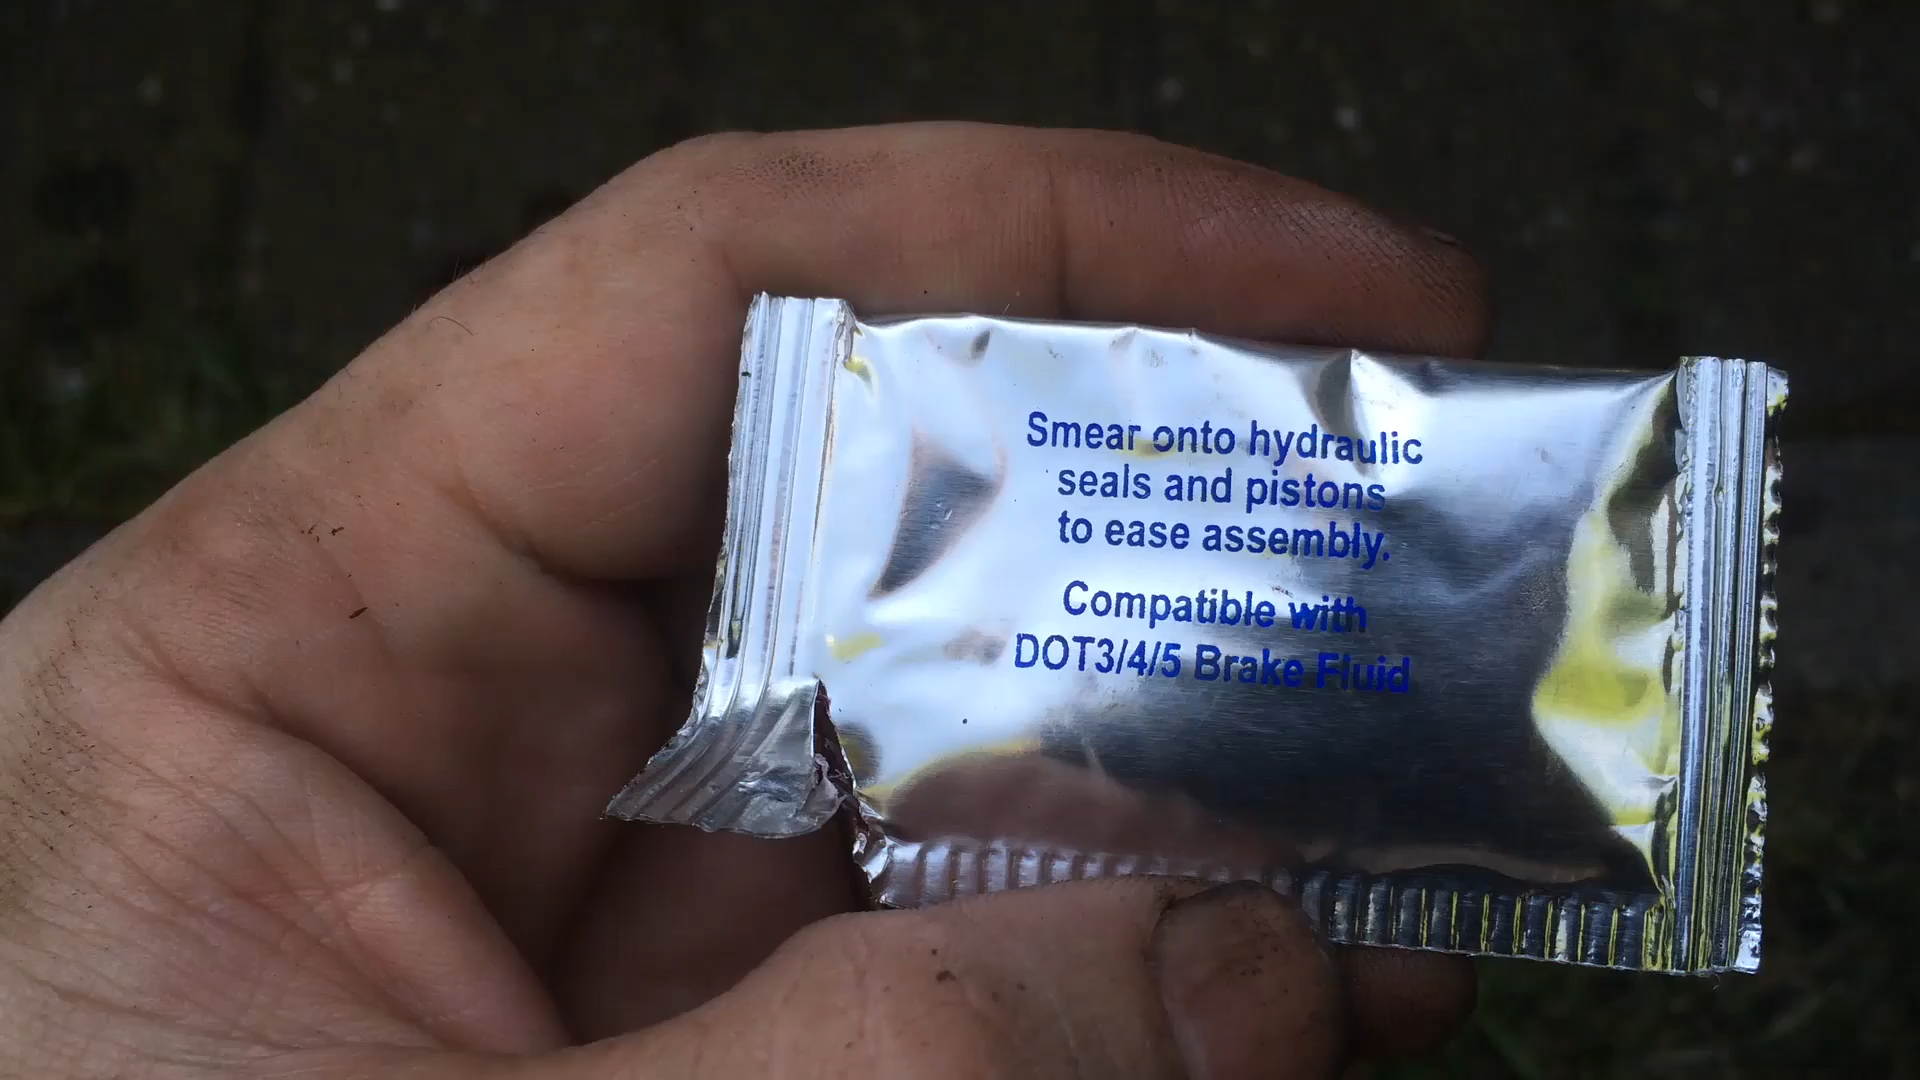 Smear onto hydraulic
seals and pistons
to ease assembly.
Compatible with
DOT3/4/5 Brake Fluid